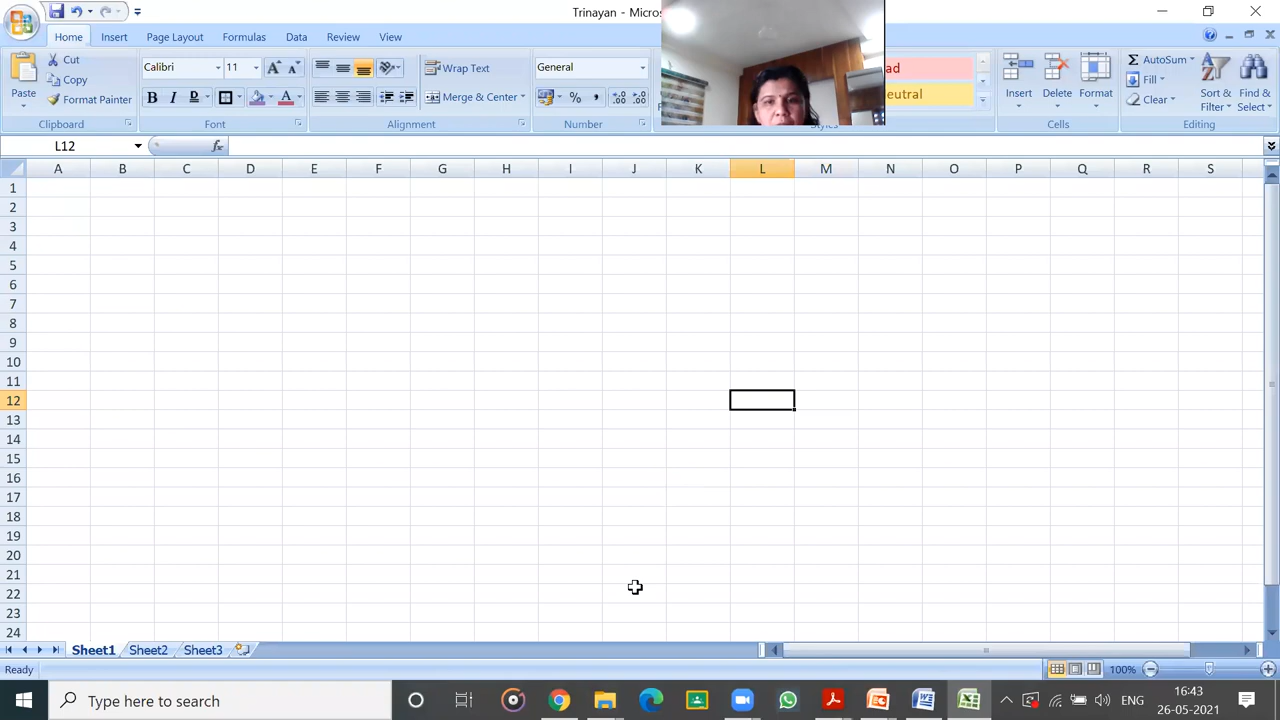 Trinayan - Micros
Home Insert Page Layout Formulas Data Review View
Cut
Copy
Format Painter
Paste
Clipboard
Calibri 11
B I D
Font
Wrap Text
Merge & Center
Alignment
General
%
Number
ad
eutral
Styles
Insert Delete Format
Cells
AutoSum
Fill
Clear
Sort & Filter
Find & Select
Editing
L12 fx
A B C D E F G H I J K L M N O P Q R S
1
2
3
4
5
6
7
8
9
10
11
12
13
14
15
16
17
18
19
20
21
22
23
24
Sheet1 Sheet2 Sheet3
Ready 100%
Type here to search
ENG
16:43
26-05-2021